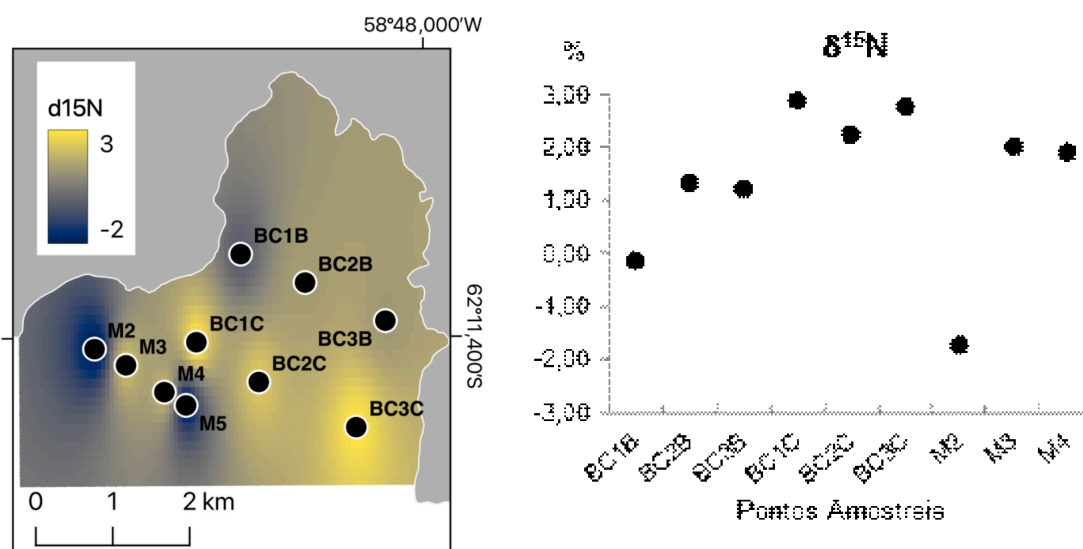 58°48,000'W
d15N
3
-2
BC1B
BC2B
BC3B
BC1C
BC2C
BC3C
M2
M3
M4
M5
62°11,400'S
0 1 2 km
%
δ¹⁵N
3,00
2,00
1,00
0,00
-1,00
-2,00
-3,00
BC1B
BC2B
BC3B
BC1C
BC2C
BC3C
M2
M3
M4
Pontos Amostrais